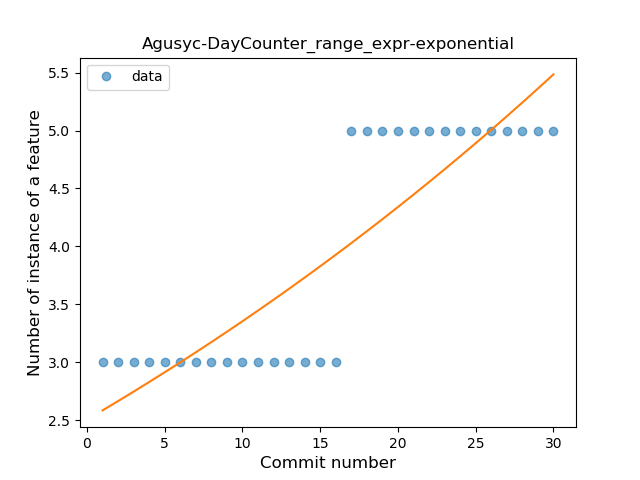 Agusyc-DayCounter_range_expr-exponential
data
Number of instance of a feature
5.5
5.0
4.5
4.0
3.5
3.0
2.5
0 5 10 15 20 25 30
Commit number